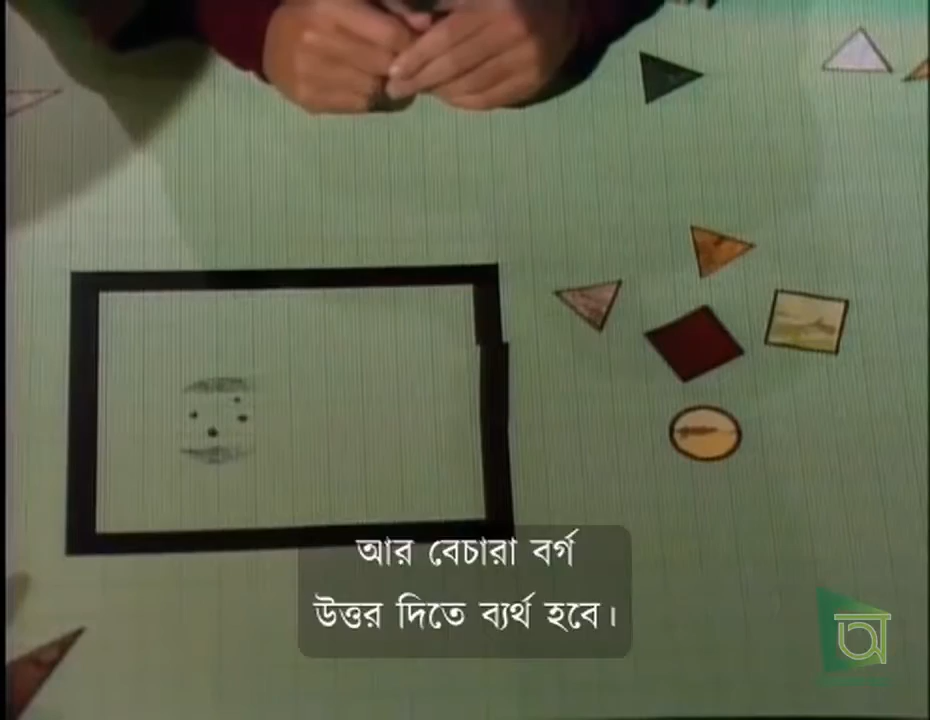 আর বেচারা বর্গ
উত্তর দিতে ব্যর্থ হবে।
অ